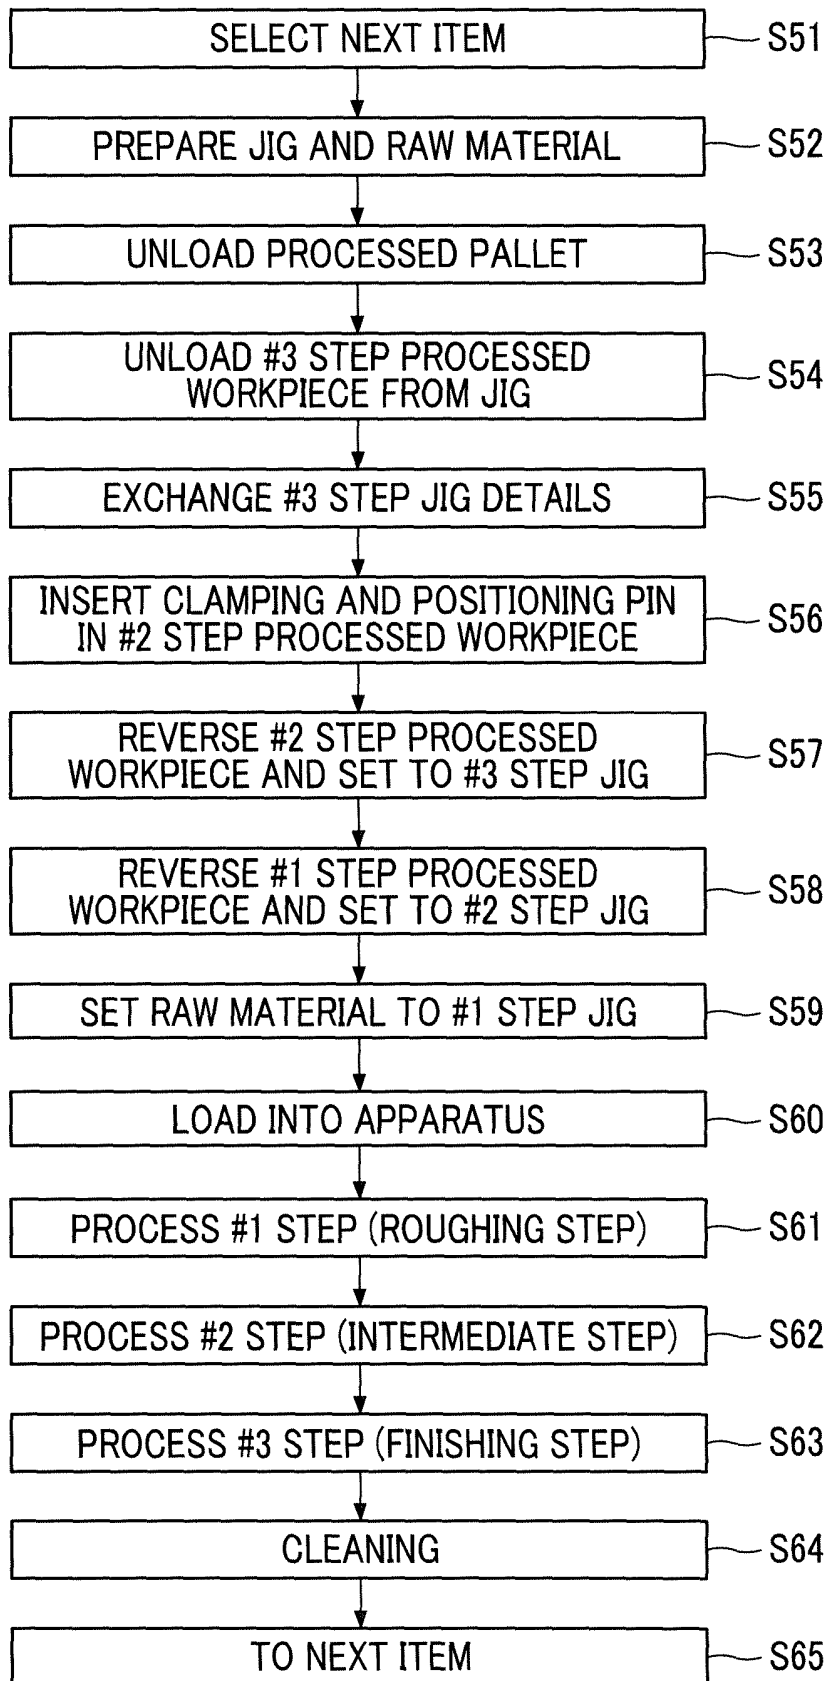 SELECT NEXT ITEM
S51
PREPARE JIG AND RAW MATERIAL
S52
UNLOAD PROCESSED PALLET
S53
UNLOAD #3 STEP PROCESSED
WORKPIECE FROM JIG
S54
EXCHANGE #3 STEP JIG DETAILS
S55
INSERT CLAMPING AND POSITIONING PIN
IN #2 STEP PROCESSED WORKPIECE
S56
REVERSE #2 STEP PROCESSED
WORKPIECE AND SET TO #3 STEP JIG
S57
REVERSE #1 STEP PROCESSED
WORKPIECE AND SET TO #2 STEP JIG
S58
SET RAW MATERIAL TO #1 STEP JIG
S59
LOAD INTO APPARATUS
S60
PROCESS #1 STEP (ROUGHING STEP)
S61
PROCESS #2 STEP (INTERMEDIATE STEP)
S62
PROCESS #3 STEP (FINISHING STEP)
S63
CLEANING
S64
TO NEXT ITEM
S65